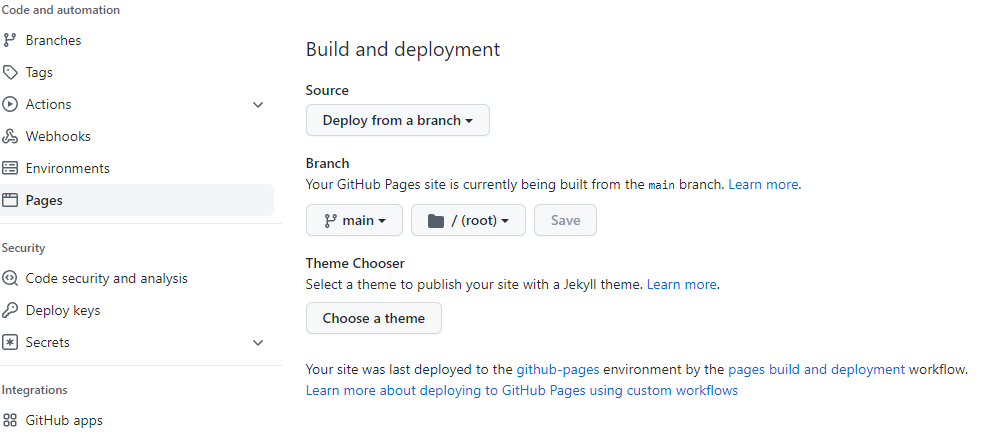 Code and automation
Branches
Tags
Actions
Webhooks
Environments
Pages
Security
Code security and analysis
Deploy keys
Secrets
Integrations
GitHub apps
Build and deployment
Source
Deploy from a branch
Branch
Your GitHub Pages site is currently being built from the main branch. Learn more.
main / (root) Save
Theme Chooser
Select a theme to publish your site with a Jekyll theme. Learn more.
Choose a theme
Your site was last deployed to the github-pages environment by the pages build and deployment workflow.
Learn more about deploying to GitHub Pages using custom workflows